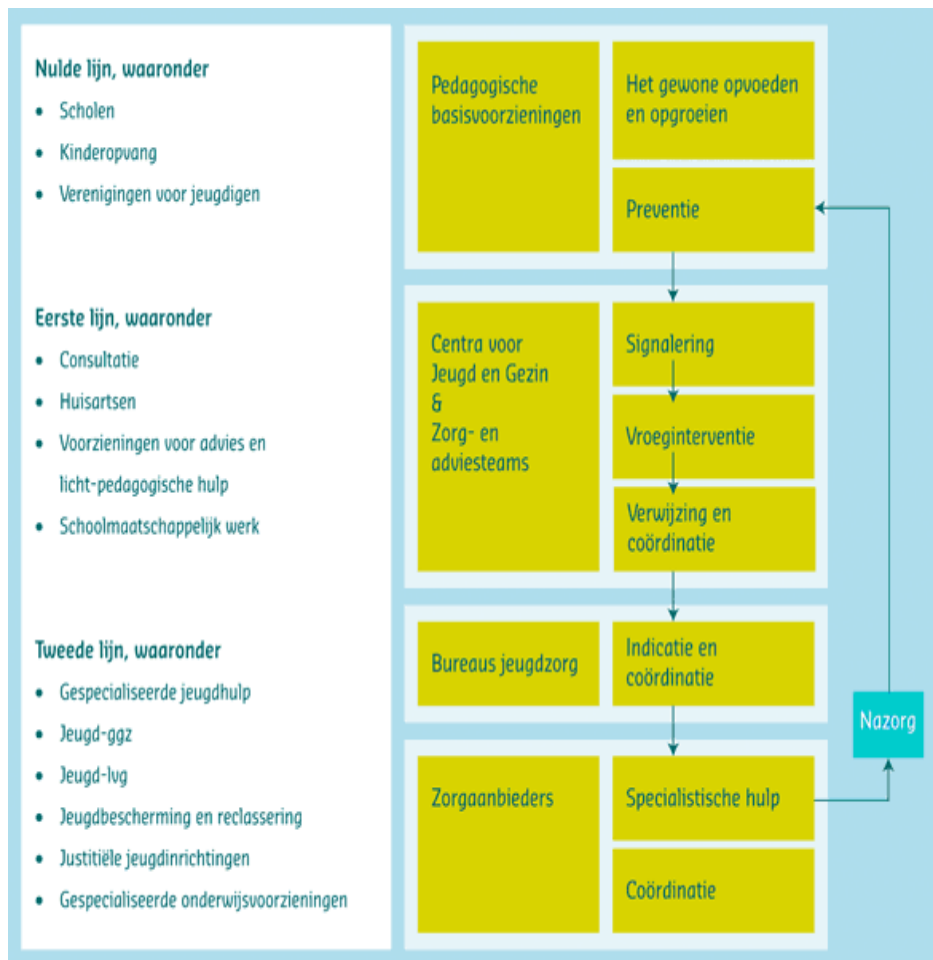 Nulde lijn, waaronder
• Scholen
• Kinderopvang
• Verenigingen voor jeugdigen
Eerste lijn, waaronder
• Consultatie
• Huisartsen
• Voorzieningen voor advies en
licht-pedagogische hulp
• Schoolmaatschappelijk werk
Tweede lijn, waaronder
• Gespecialiseerde jeugdhulp
• Jeugd-ggz
• Jeugd-lvg
• Jeugdbescherming en reclassering
• Justitiële jeugdinrichtingen
• Gespecialiseerde onderwijsvoorzieningen
Pedagogische
basisvoorzieningen
Het gewone opvoeden
en opgroeien
Preventie
Centra voor
Jeugd en Gezin
&
Zorg- en
adviesteams
Signalering
Vroeginterventie
Verwijzing en
coördinatie
Bureaus jeugdzorg
Indicatie en
coördinatie
Zorgaanbieders
Specialistische hulp
Coördinatie
Nazorg